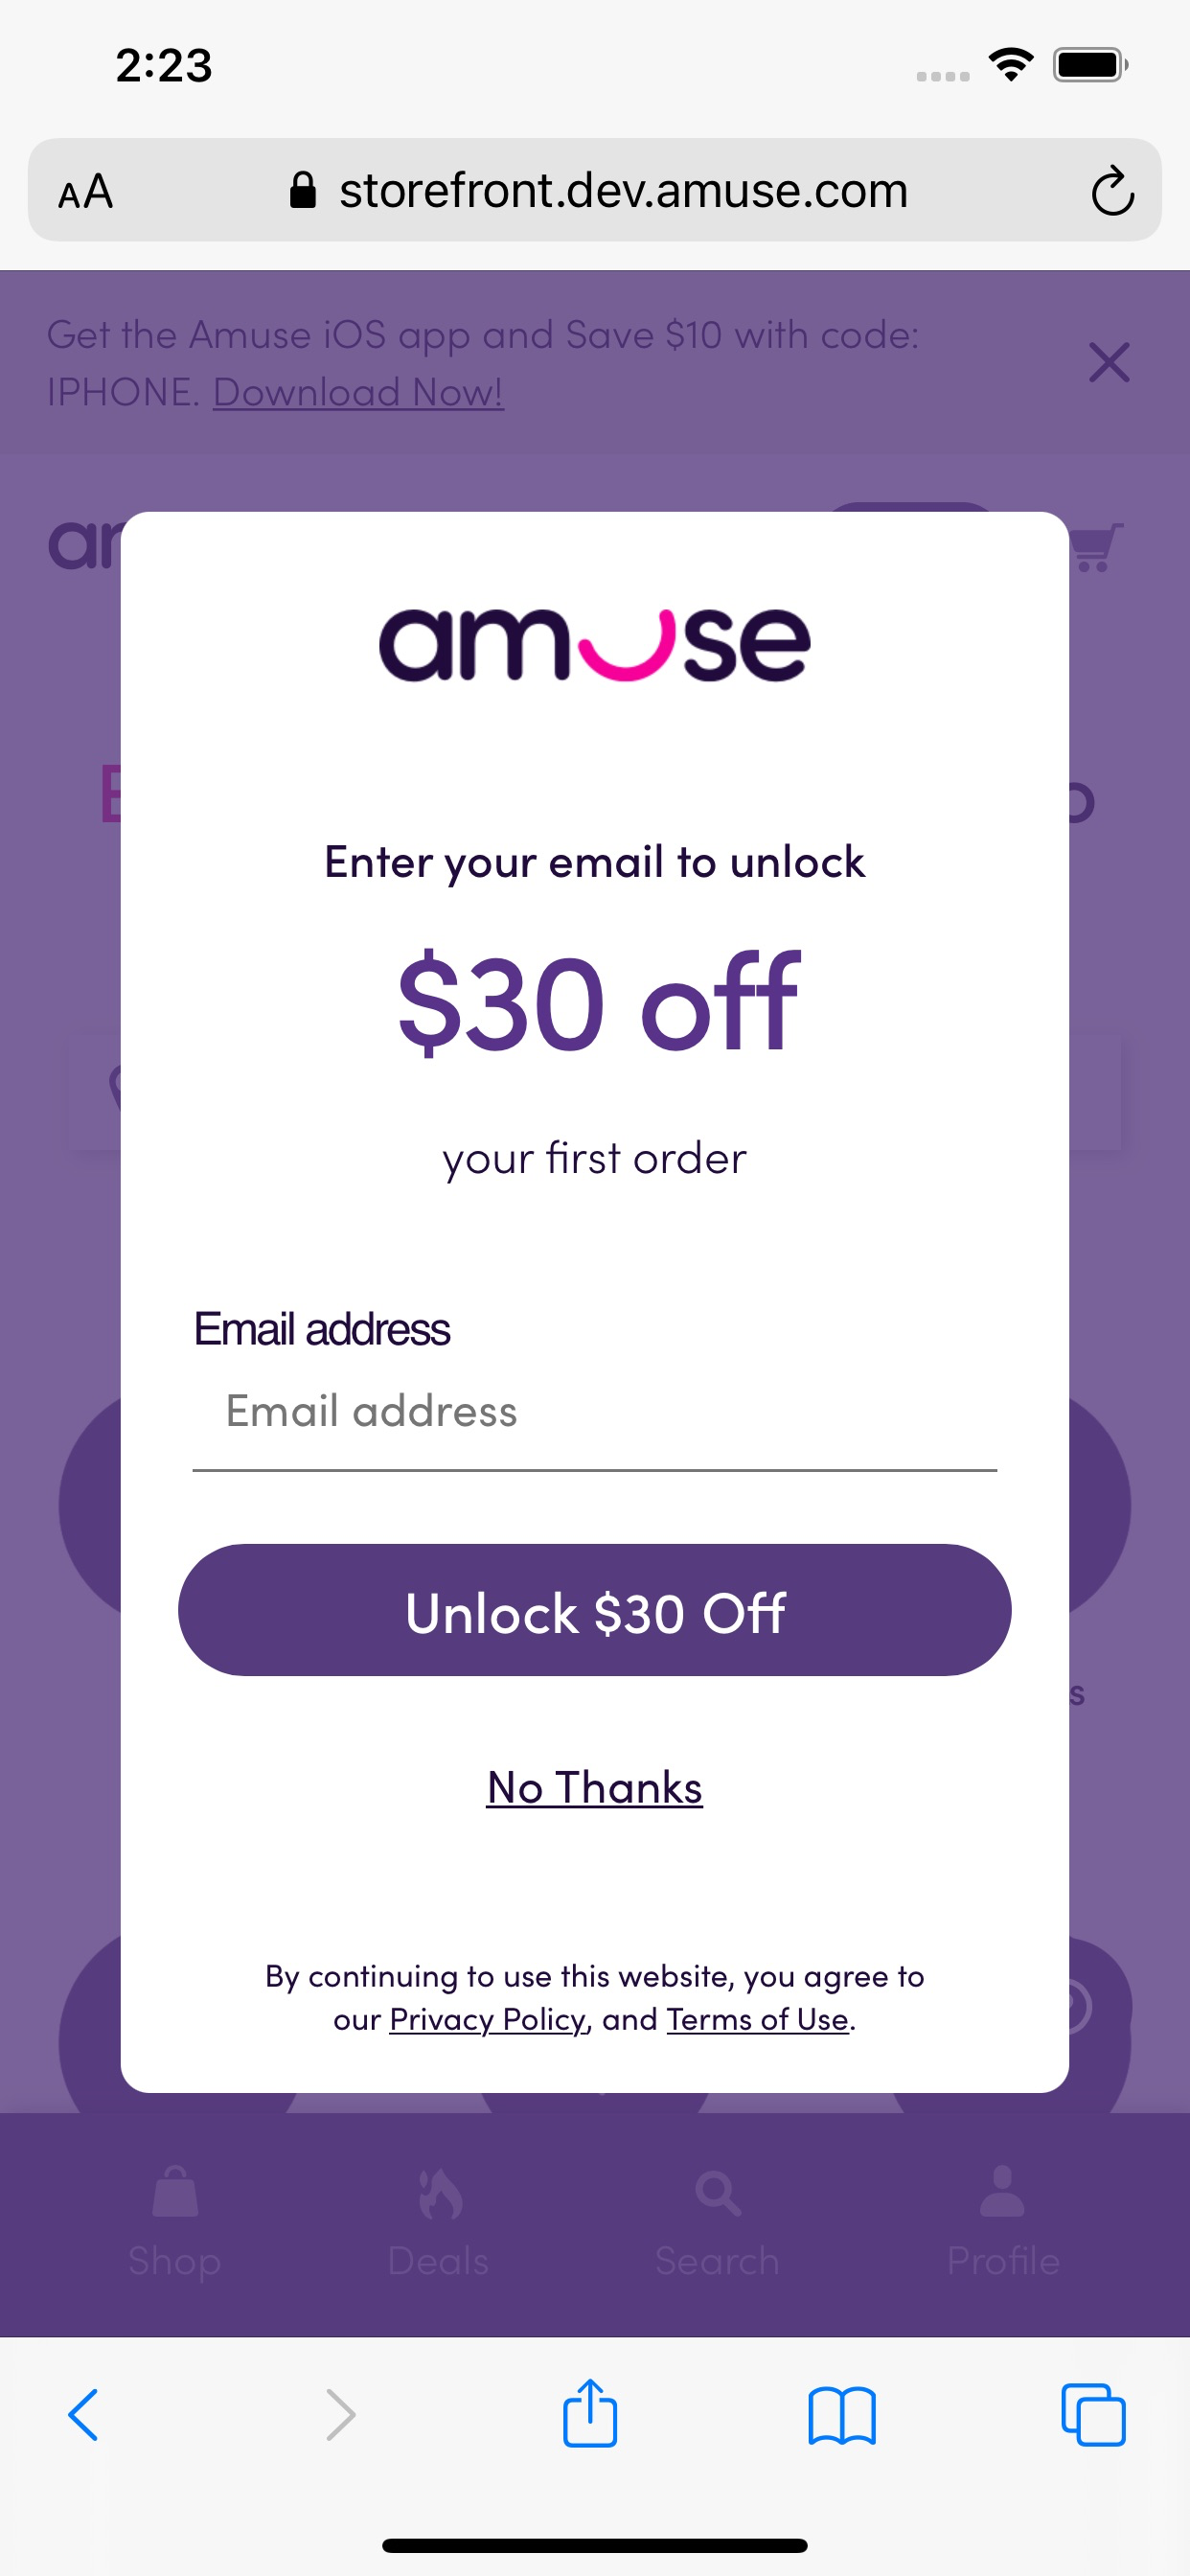 2:23
AA storefront.dev.amuse.com
Get the Amuse iOS app and Save $10 with code:
IPHONE. Download Now!
amuse
Enter your email to unlock
$30 off
your first order
Email address
Email address
Unlock $30 Off
No Thanks
By continuing to use this website, you agree to
our Privacy Policy, and Terms of Use.
Shop Deals Search Profile